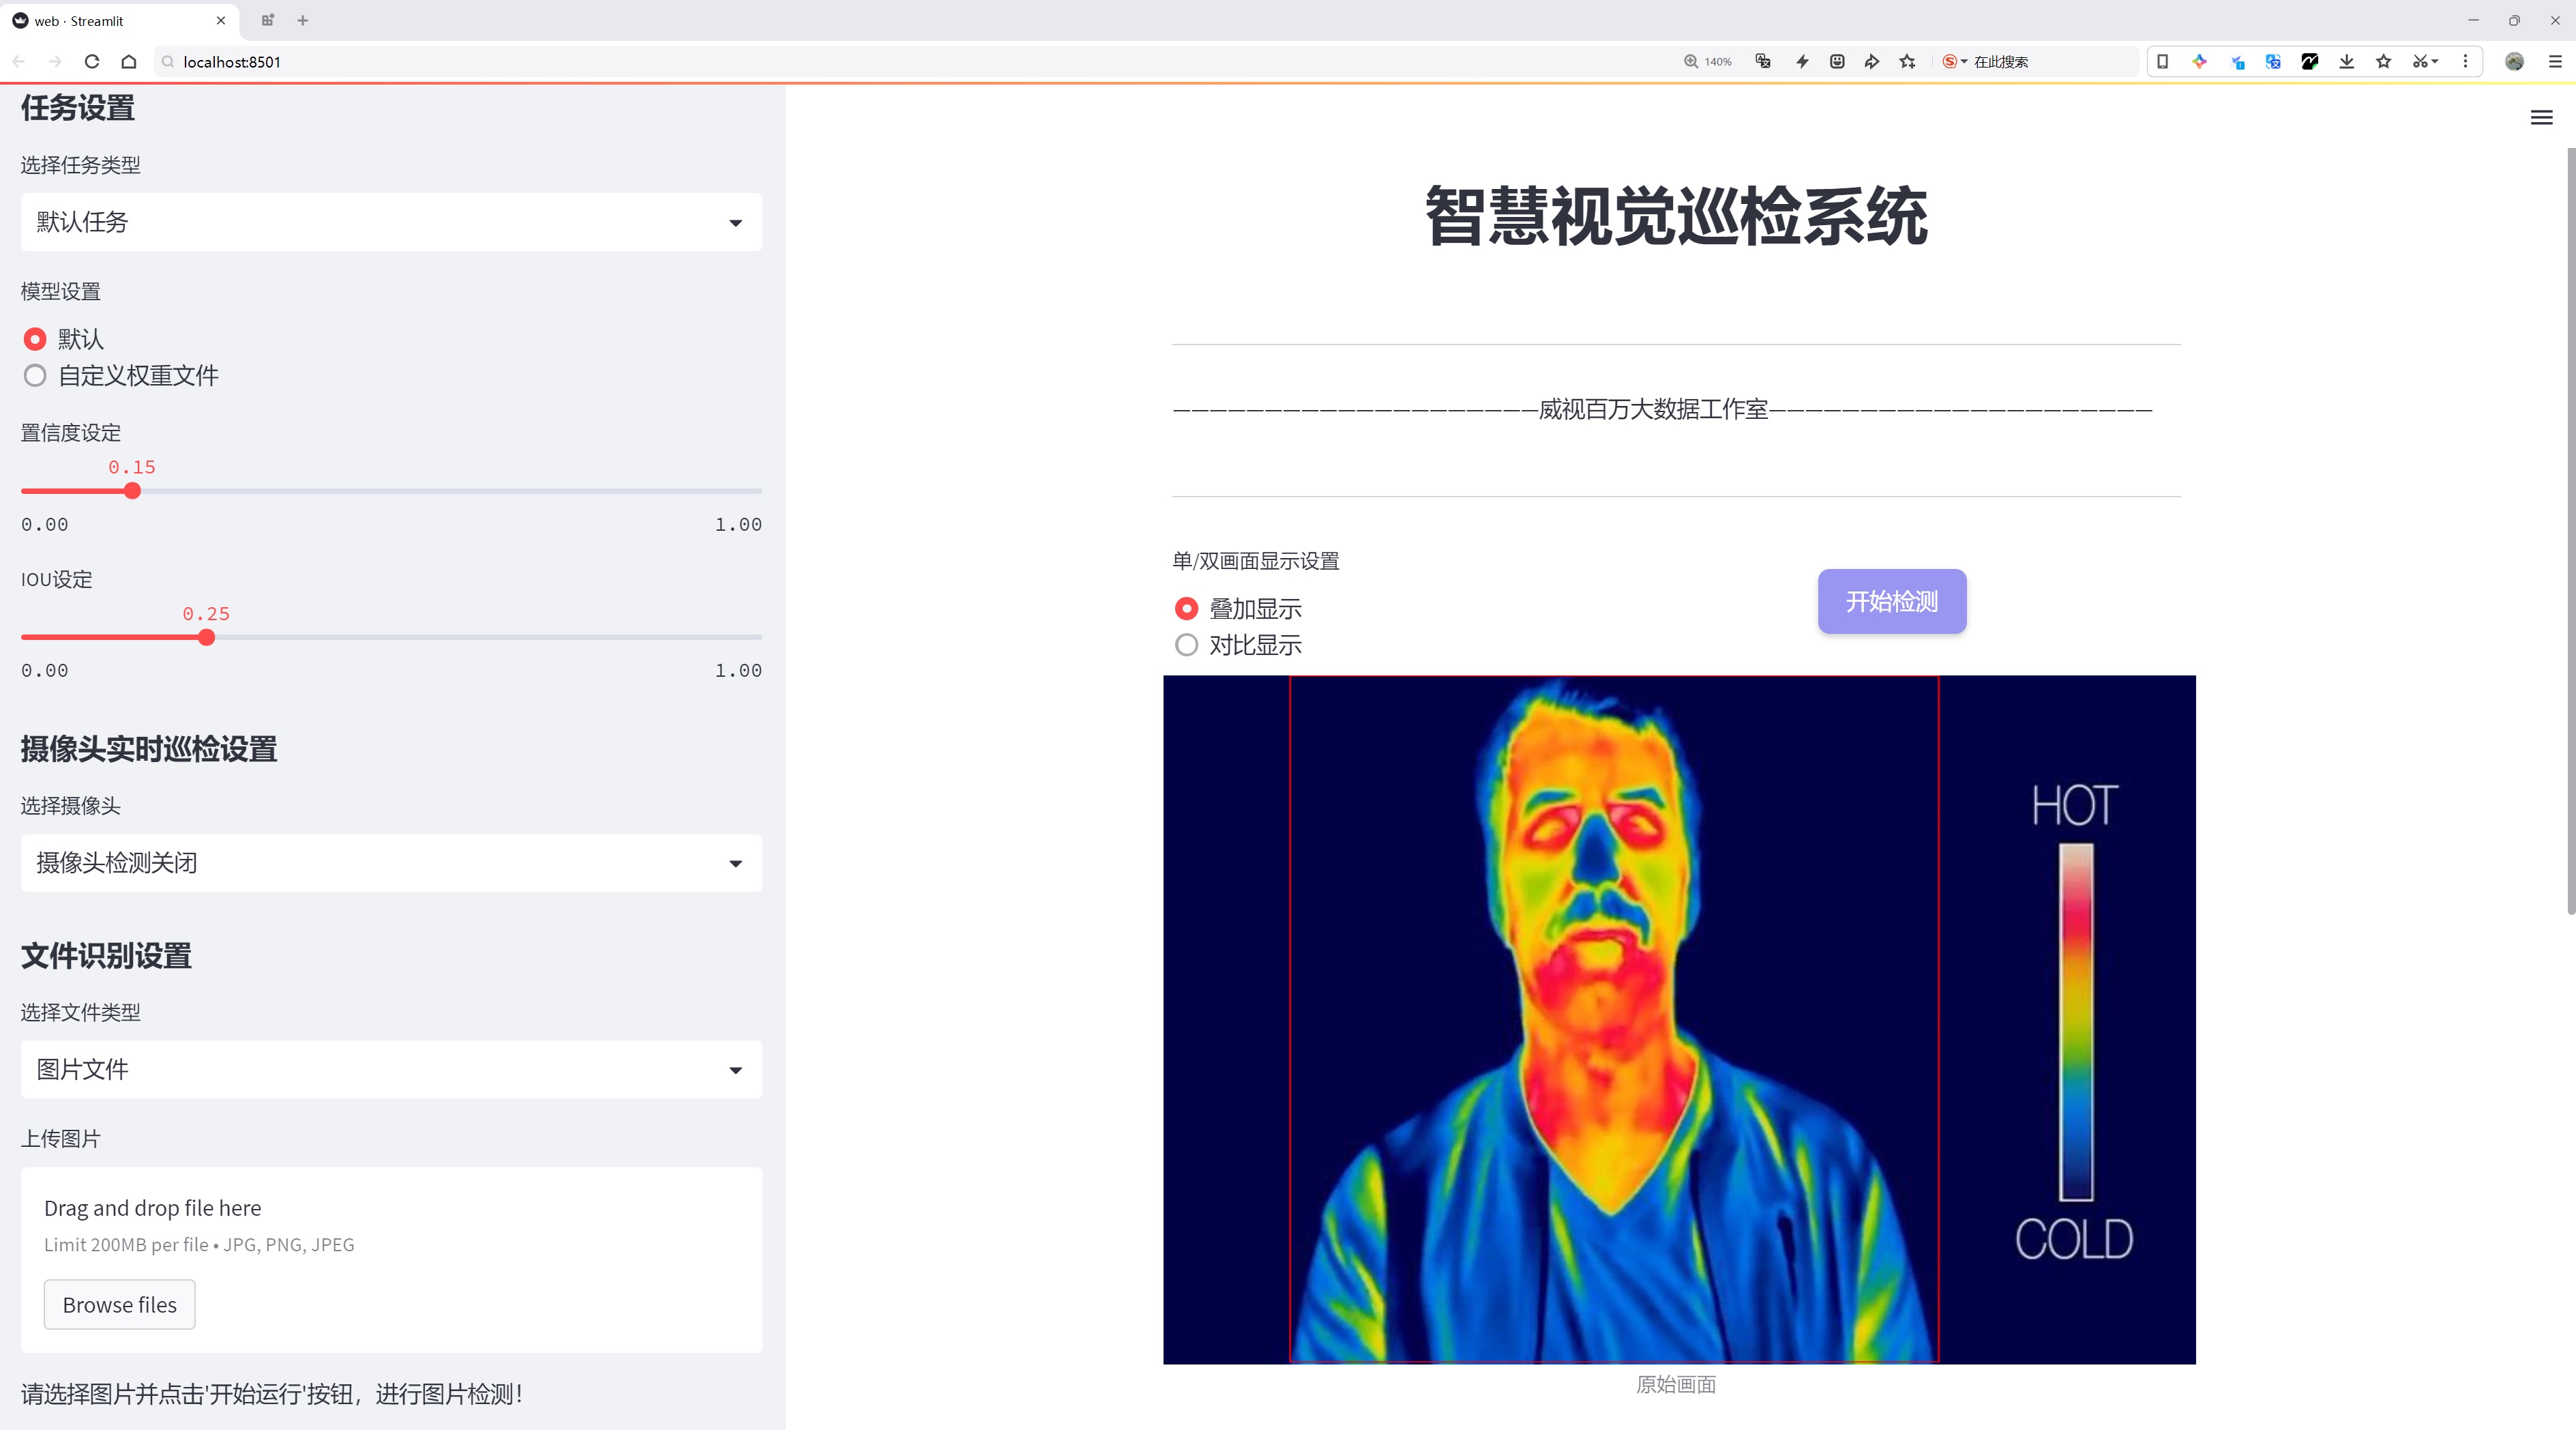 web · Streamlit
localhost:8501
140%
在此搜索
任务设置
选择任务类型
默认任务
模型设置
默认
自定义权重文件
置信度设定
0.15
0.00 1.00
IOU设定
0.25
0.00 1.00
摄像头实时巡检设置
选择摄像头
摄像头检测关闭
文件识别设置
选择文件类型
图片文件
上传图片
Drag and drop file here
Limit 200MB per file • JPG, PNG, JPEG
Browse files
请选择图片并点击'开始运行'按钮，进行图片检测！
智慧视觉巡检系统
————————————————————威视百万大数据工作室—————————————————————
单/双画面显示设置
叠加显示
对比显示
开始检测
HOT
COLD
原始画面